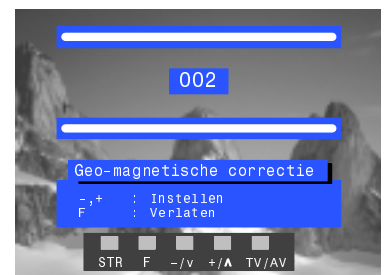 002
Geo-magnetische correctie
-,+ : Instellen
F : Verlaten
STR F -/v +/∧ TV/AV